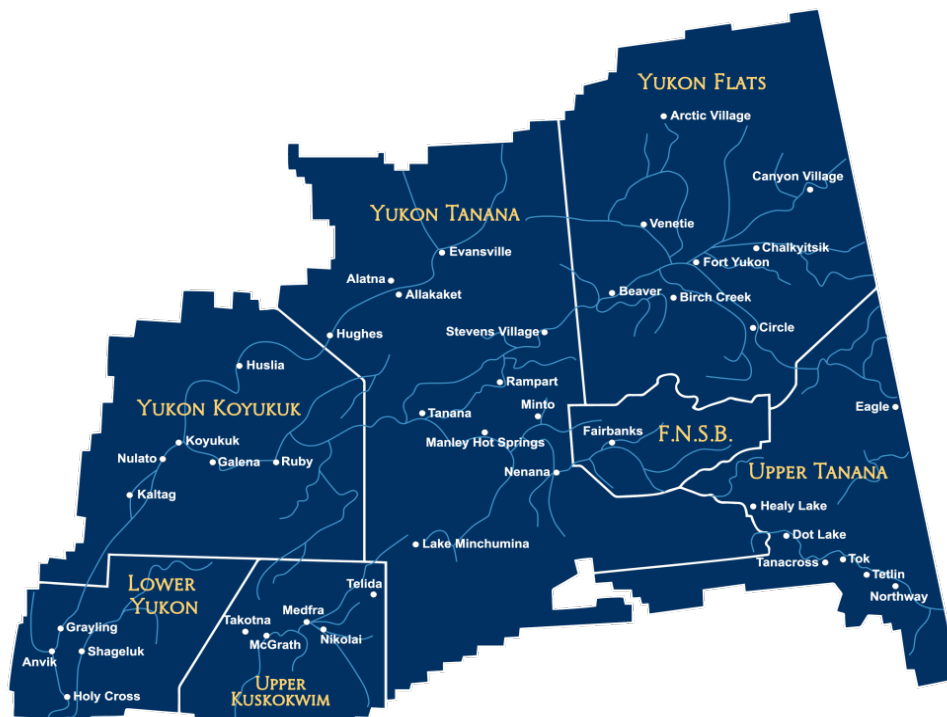 YUKON FLATS
Arctic Village
Canyon Village
YUKON TANANA
Venetie
Evansville
Chalkyitsik
Fort Yukon
Alatna
Allakaket
Beaver
Birch Creek
Hughes
Stevens Village
Circle
Huslia
Rampart
YUKON KOYUKUK
Tanana
Minto
Eagle
Koyukuk
Manley Hot Springs
Fairbanks
F.N.S.B.
Nulato
Galena
Ruby
Nenana
UPPER TANANA
Kaltag
Healy Lake
Lake Minchumina
Dot Lake
Tanacross
Tok
Tetlin
Northway
LOWER
YUKON
Telida
Takotna
Medfra
Grayling
McGrath
Nikolai
Anvik
Shageluk
UPPER
KUSKOKWIM
Holy Cross